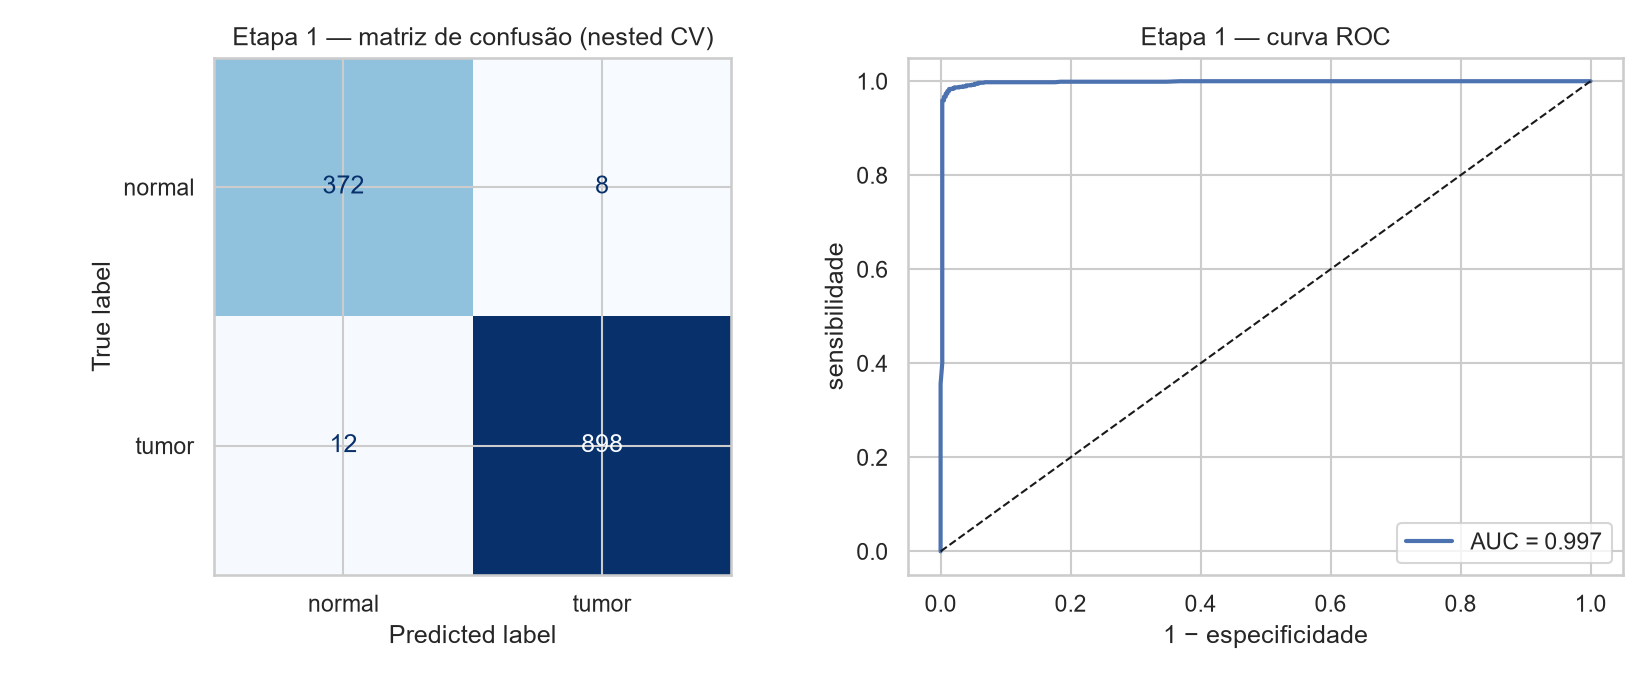 Etapa 1 — matriz de confusão (nested CV)
normal
372
8
True label
tumor
12
898
normal
tumor
Predicted label
Etapa 1 — curva ROC
1.0
0.8
0.6
sensibilidade
0.4
0.2
0.0
AUC = 0.997
0.0
0.2
0.4
0.6
0.8
1.0
1 − especificidade